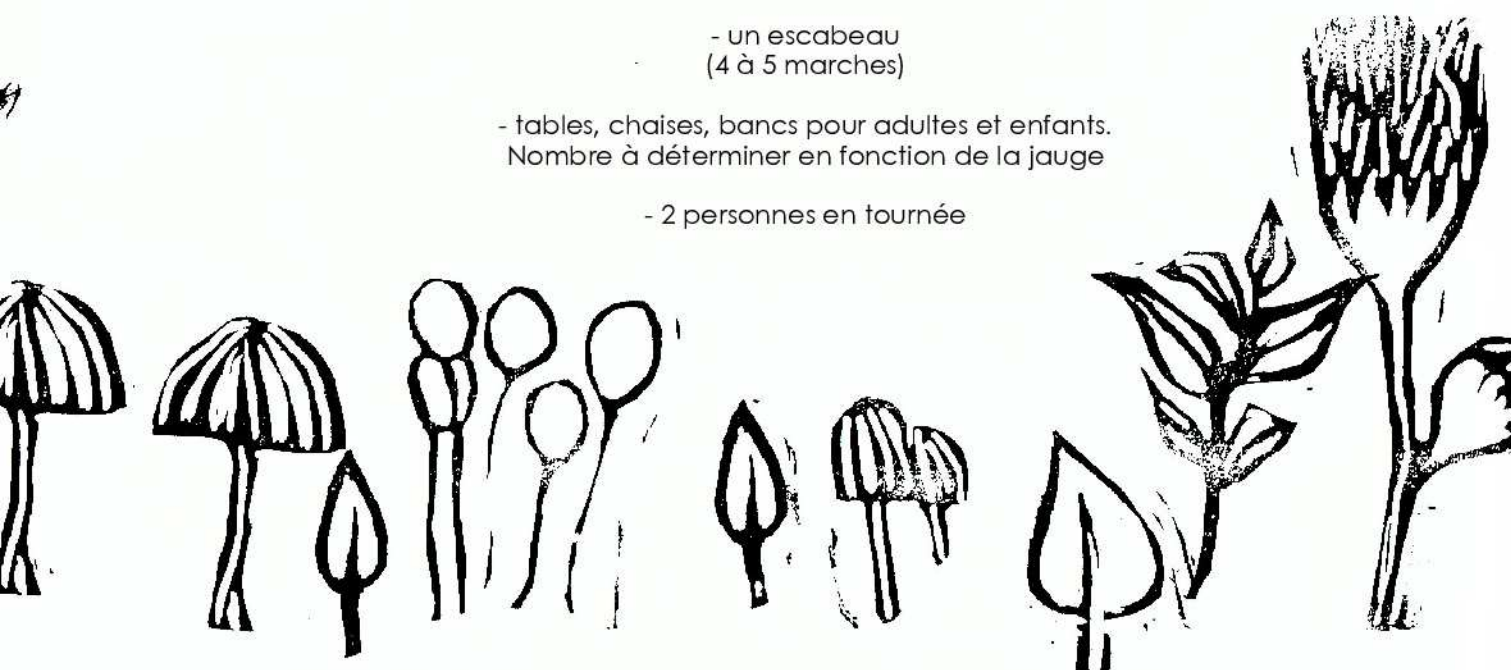 - un escabeau
(4 à 5 marches)
- tables, chaises, bancs pour adultes et enfants.
Nombre à déterminer en fonction de la jauge
- 2 personnes en tournée